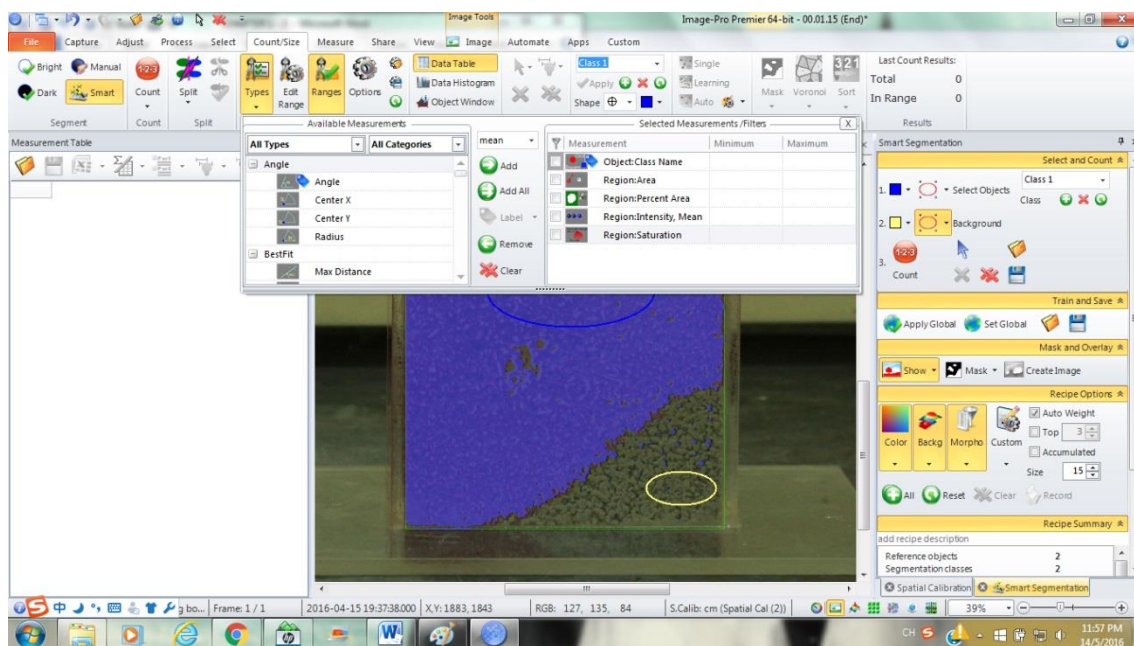 Image Tools
Image-Pro Premier 64-bit - 00.01.15 (End)*
File Capture Adjust Process Select Count/Size Measure Share View Image Automate Apps Custom
Bright Manual
Dark Smart
Count
Split
Types
Edit Range
Ranges
Options
Data Table
Data Histogram
Object Window
Class 1
Apply
Shape
Single
Learning
Auto
Mask
Voronoi
321
Sort
Last Count Results:
Total 0
In Range 0
Segment Count Split Results
Measurement Table
Available Measurements
All Types All Categories
Angle
Angle
Center X
Center Y
Radius
BestFit
Max Distance
mean
Add
Add All
Label
Remove
Clear
Selected Measurements /Filters X
Measurement Minimum Maximum
Object:Class Name
Region:Area
Region:Percent Area
Region:Intensity, Mean
Region:Saturation
Smart Segmentation
Select and Count
1. Select Objects
Class 1
Class
2. Background
3. 1·2·3
Count
Train and Save
Apply Global Set Global
Mask and Overlay
Show Mask Create Image
Recipe Options
Color Backg Morpho Custom
Auto Weight
Top 3
Accumulated
Size 15
All Reset Clear Record
Recipe Summary
add recipe description
Reference objects 2
Segmentation classes 2
Spatial Calibration Smart Segmentation
中
g bo... Frame: 1 / 1 2016-04-15 19:37:38.000 X,Y: 1883, 1843 RGB: 127, 135, 84 S.Calib: cm (Spatial Cal (2)) 39%
CH
11:57 PM
14/5/2016